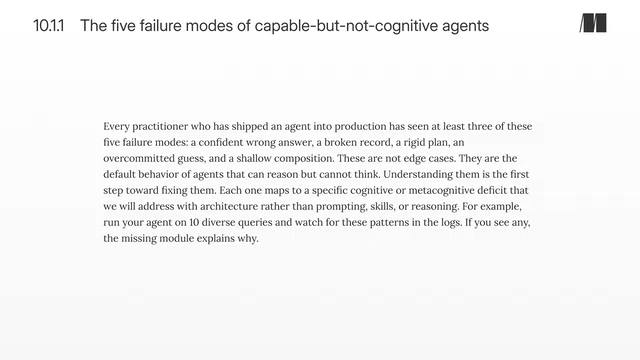 10.1.1 The five failure modes of capable-but-not-cognitive agents
Every practitioner who has shipped an agent into production has seen at least three of these
five failure modes: a confident wrong answer, a broken record, a rigid plan, an
overcommitted guess, and a shallow composition. These are not edge cases. They are the
default behavior of agents that can reason but cannot think. Understanding them is the first
step toward fixing them. Each one maps to a specific cognitive or metacognitive deficit that
we will address with architecture rather than prompting, skills, or reasoning. For example,
run your agent on 10 diverse queries and watch for these patterns in the logs. If you see any,
the missing module explains why.